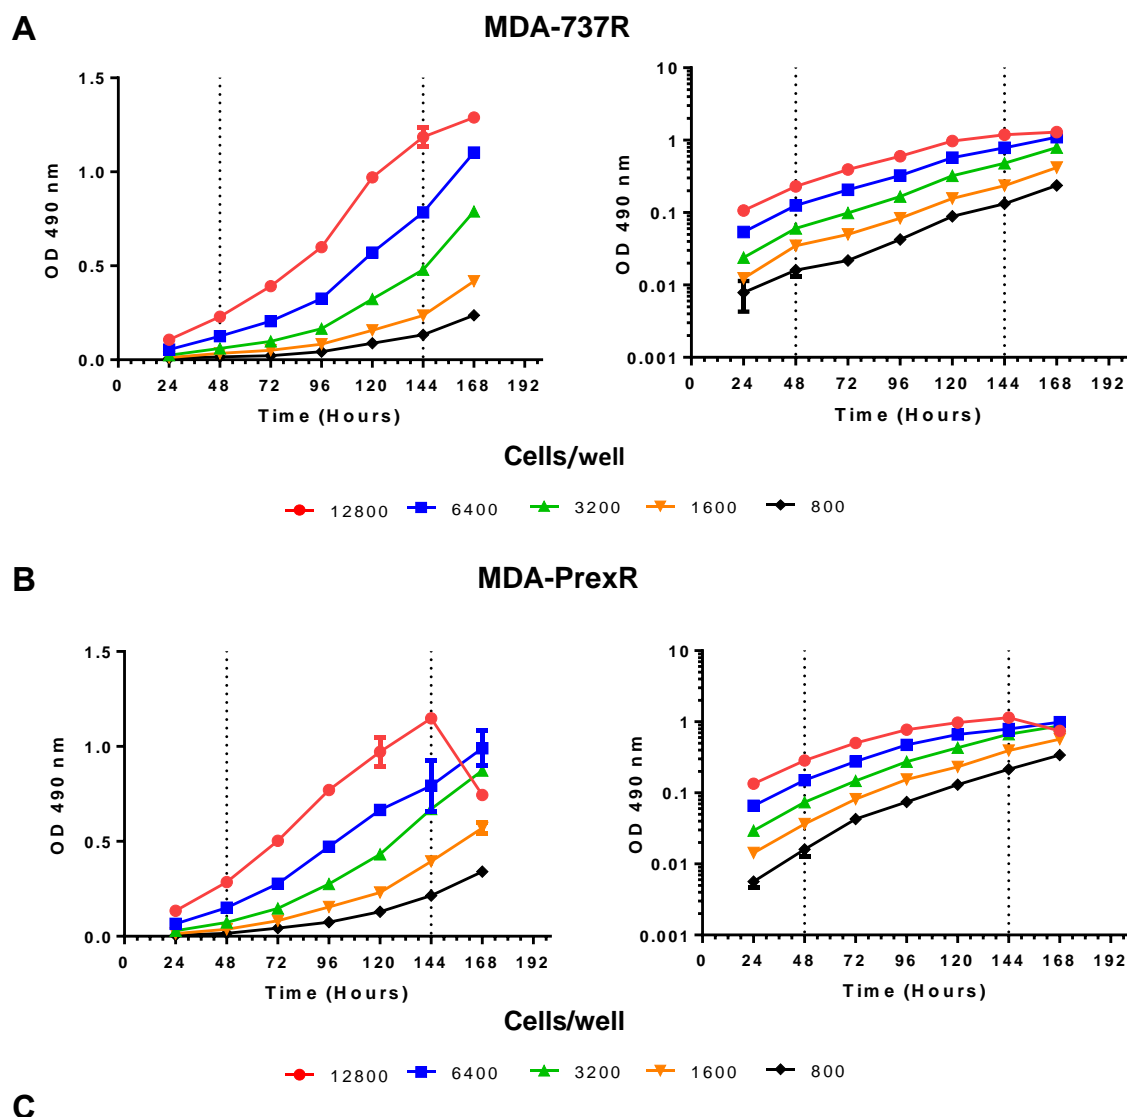 A
MDA-737R
OD 490 nm
1.5
1.0
0.5
0.0
0 24 48 72 96 120 144 168 192
Time (Hours)
OD 490 nm
10
1
0.1
0.01
0.001
0 24 48 72 96 120 144 168 192
Time (Hours)
Cells/well
12800 6400 3200 1600 800
B
MDA-PrexR
OD 490 nm
1.5
1.0
0.5
0.0
0 24 48 72 96 120 144 168 192
Time (Hours)
OD 490 nm
10
1
0.1
0.01
0.001
0 24 48 72 96 120 144 168 192
Time (Hours)
Cells/well
12800 6400 3200 1600 800
C